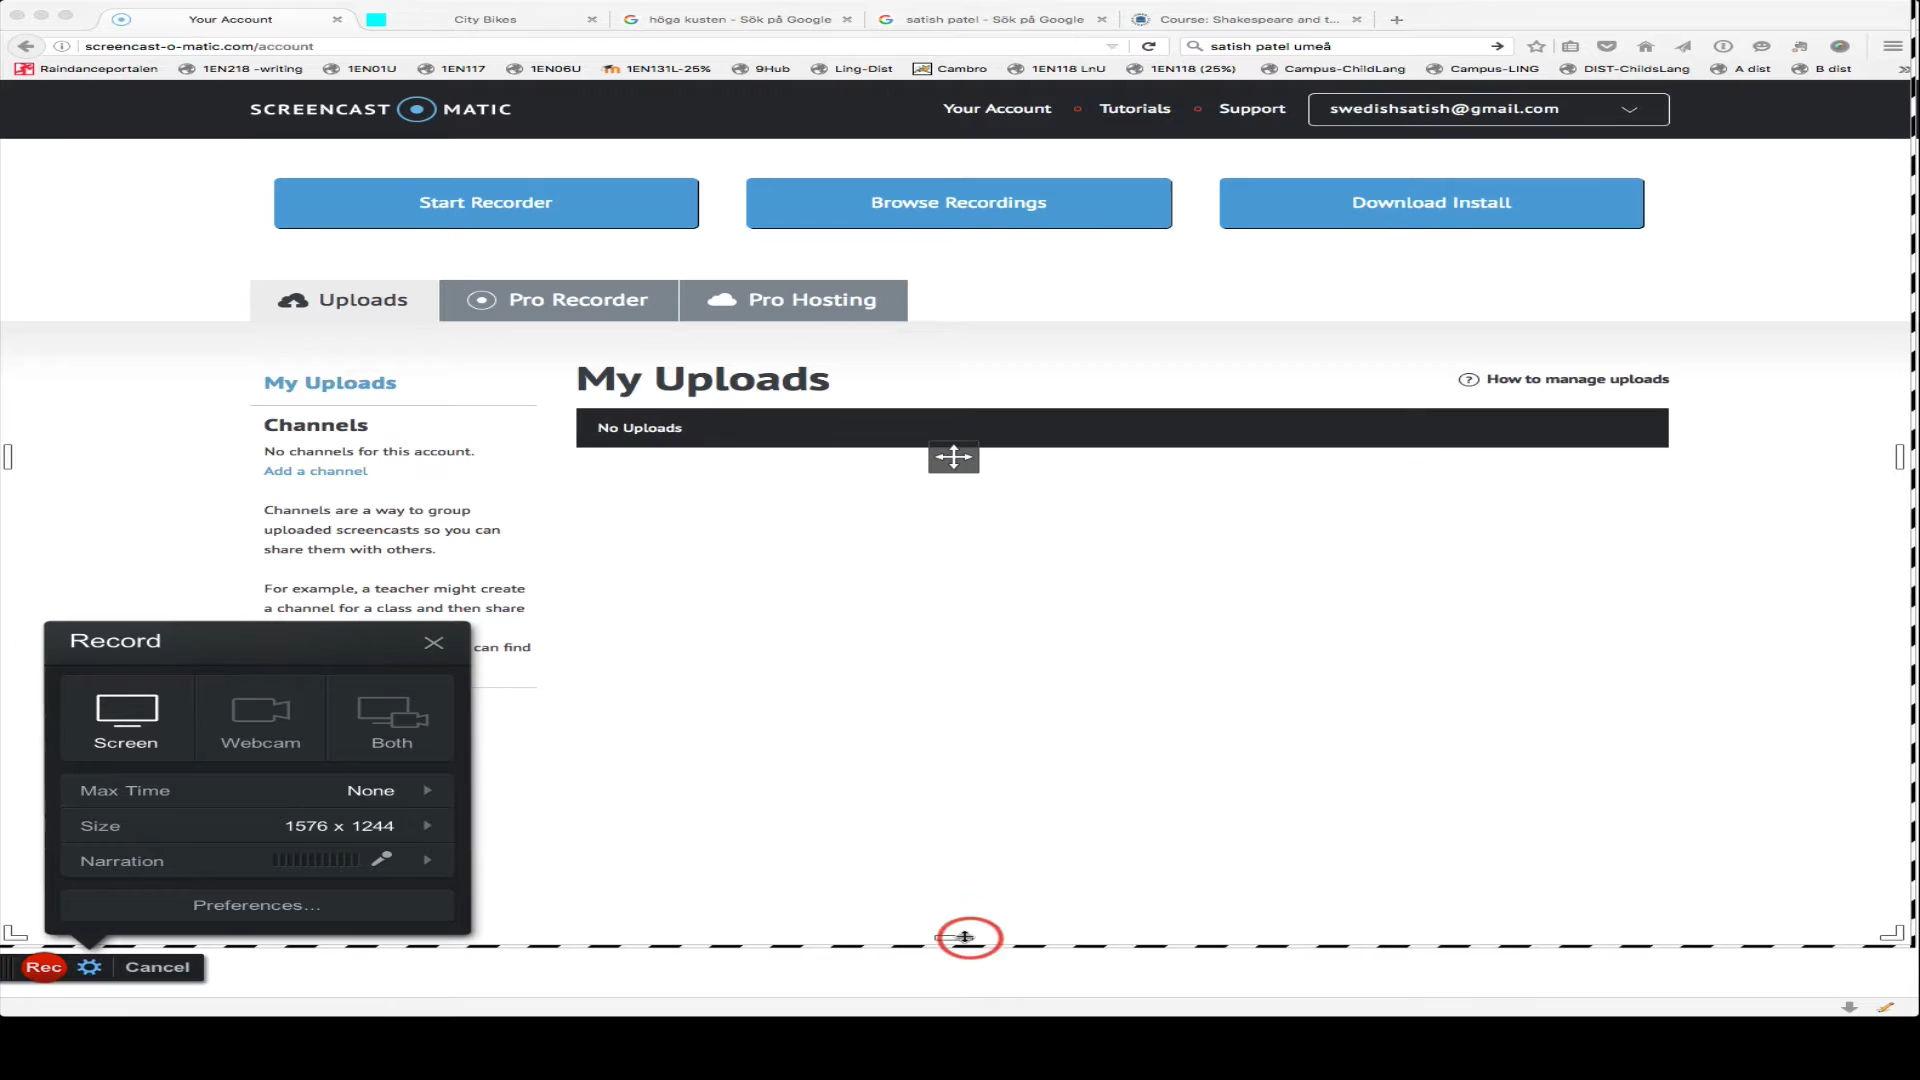 Your Account
City Bikes
höga kusten - Sök på Google
satish patel - Sök på Google
Course: Shakespeare and t...
screencast-o-matic.com/account
satish patel umeå
Raindanceportalen
1EN218 -writing
1EN01U
1EN117
1EN06U
1EN131L-25%
9Hub
Ling-Dist
Cambro
1EN118 LnU
1EN118 (25%)
Campus-ChildLang
Campus-LING
DIST-ChildsLang
A dist
B dist
SCREENCAST O MATIC
Your Account
Tutorials
Support
swedishsatish@gmail.com
Start Recorder
Browse Recordings
Download Install
Uploads
Pro Recorder
Pro Hosting
My Uploads
My Uploads
How to manage uploads
No Uploads
Channels
No channels for this account.
Add a channel
Channels are a way to group
uploaded screencasts so you can
share them with others.
For example, a teacher might create
a channel for a class and then share
can find
Record
Screen
Webcam
Both
Max Time
None
Size
1576 x 1244
Narration
Preferences...
Rec
Cancel